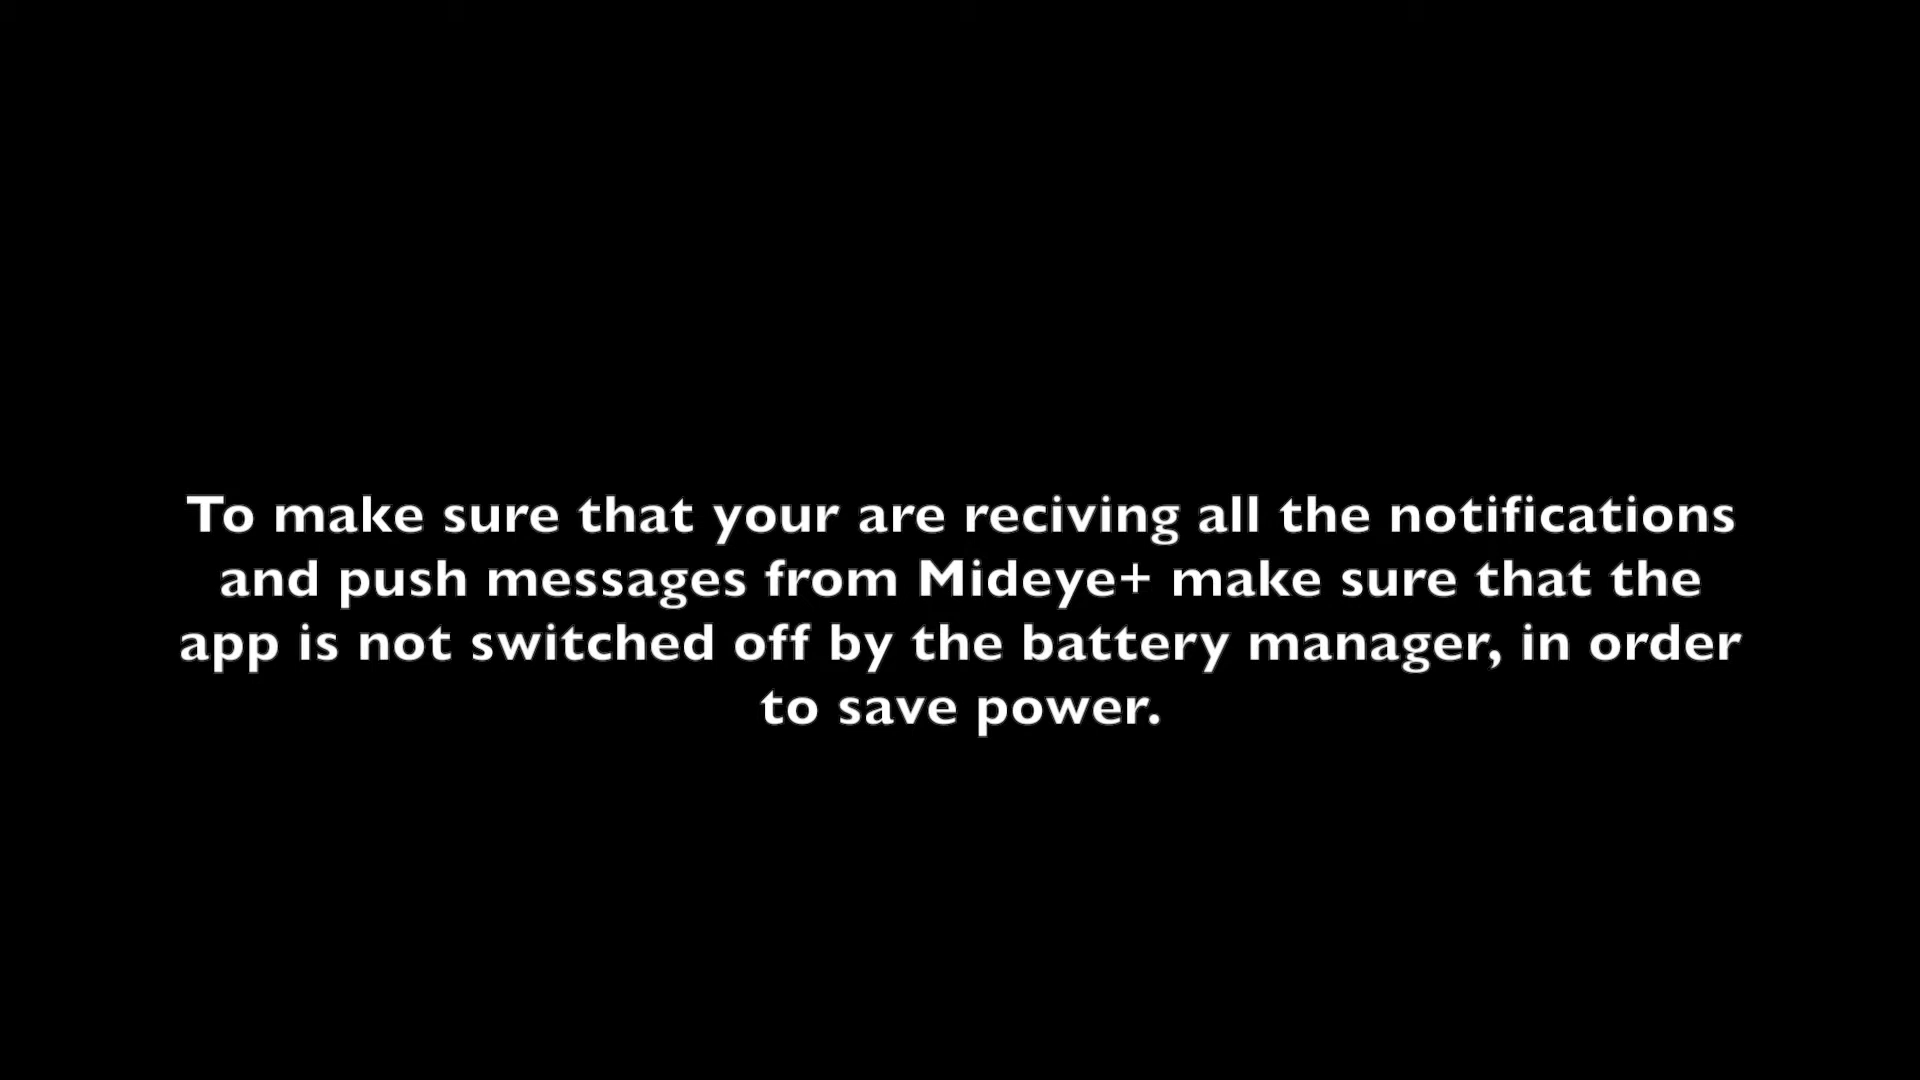 To make sure that your are reciving all the notifications
and push messages from Mideye+ make sure that the
app is not switched off by the battery manager, in order
to save power.